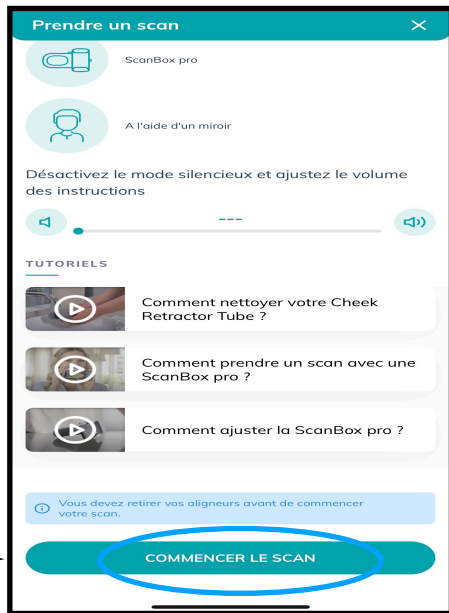 Prendre un scan
ScanBox pro
A l'aide d'un miroir
Désactivez le mode silencieux et ajustez le volume
des instructions
---
TUTORIELS
Comment nettoyer votre Cheek
Retractor Tube ?
Comment prendre un scan avec une
ScanBox pro ?
Comment ajuster la ScanBox pro ?
Vous devez retirer vos aligneurs avant de commencer
votre scan.
COMMENCER LE SCAN